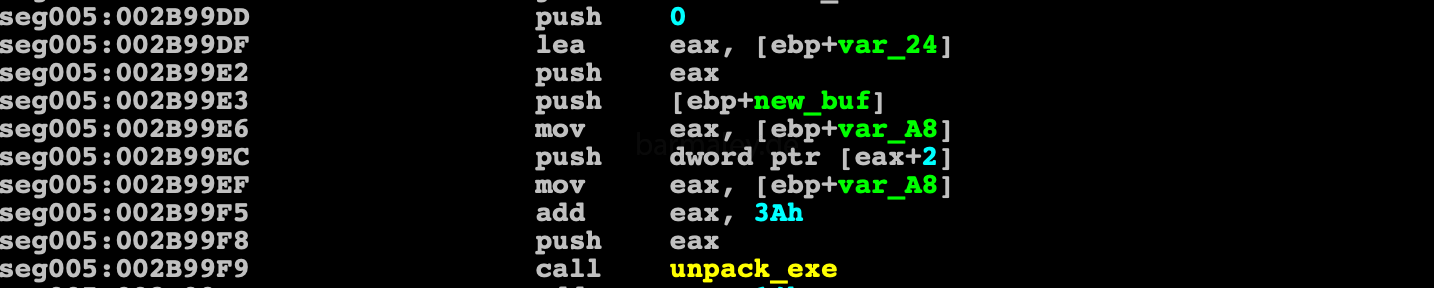 seg005:002B99DD push 0
seg005:002B99DF lea eax, [ebp+var_24]
seg005:002B99E2 push eax
seg005:002B99E3 push [ebp+new_buf]
seg005:002B99E6 mov eax, [ebp+var_A8]
seg005:002B99EC push dword ptr [eax+2]
seg005:002B99EF mov eax, [ebp+var_A8]
seg005:002B99F5 add eax, 3Ah
seg005:002B99F8 push eax
seg005:002B99F9 call unpack_exe